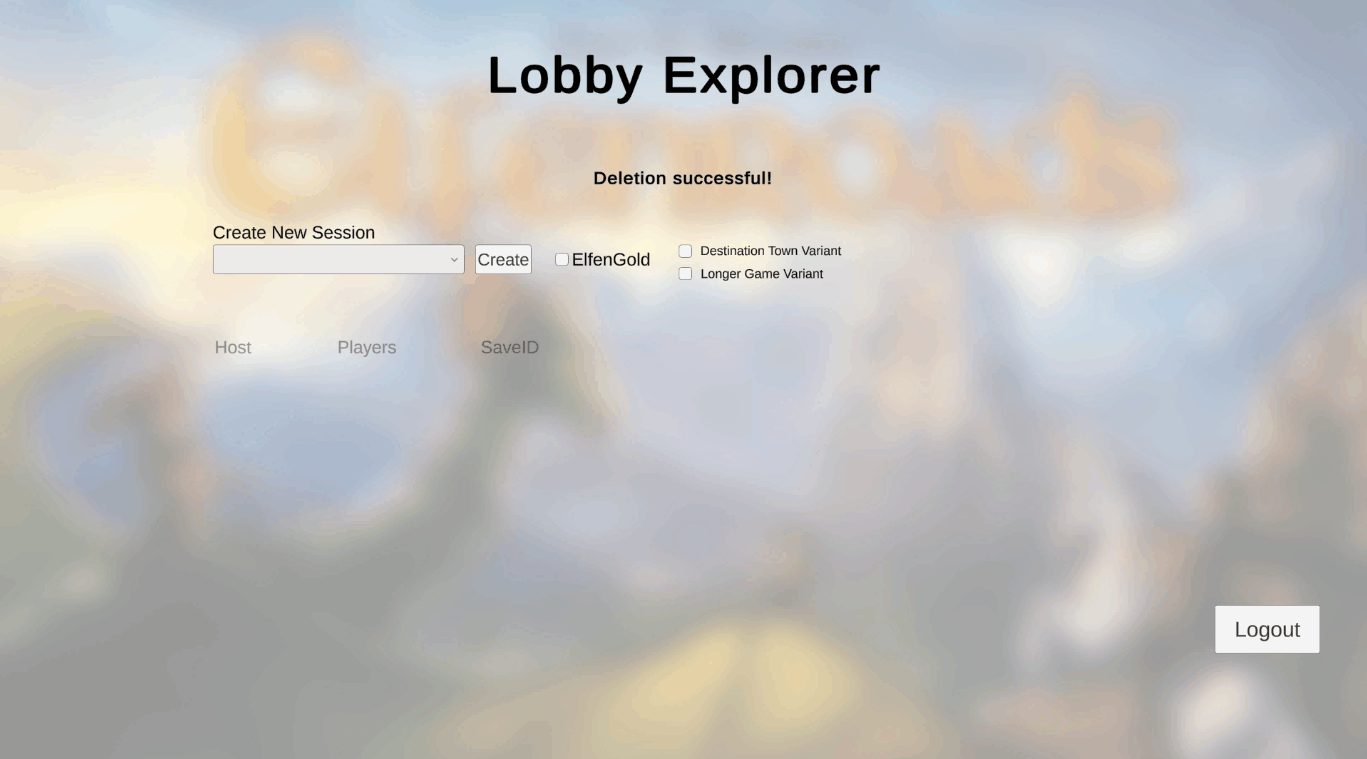 Lobby Explorer
Deletion successful!
Create New Session
Create
ElfenGold
Destination Town Variant
Longer Game Variant
Host Players SaveID
Logout